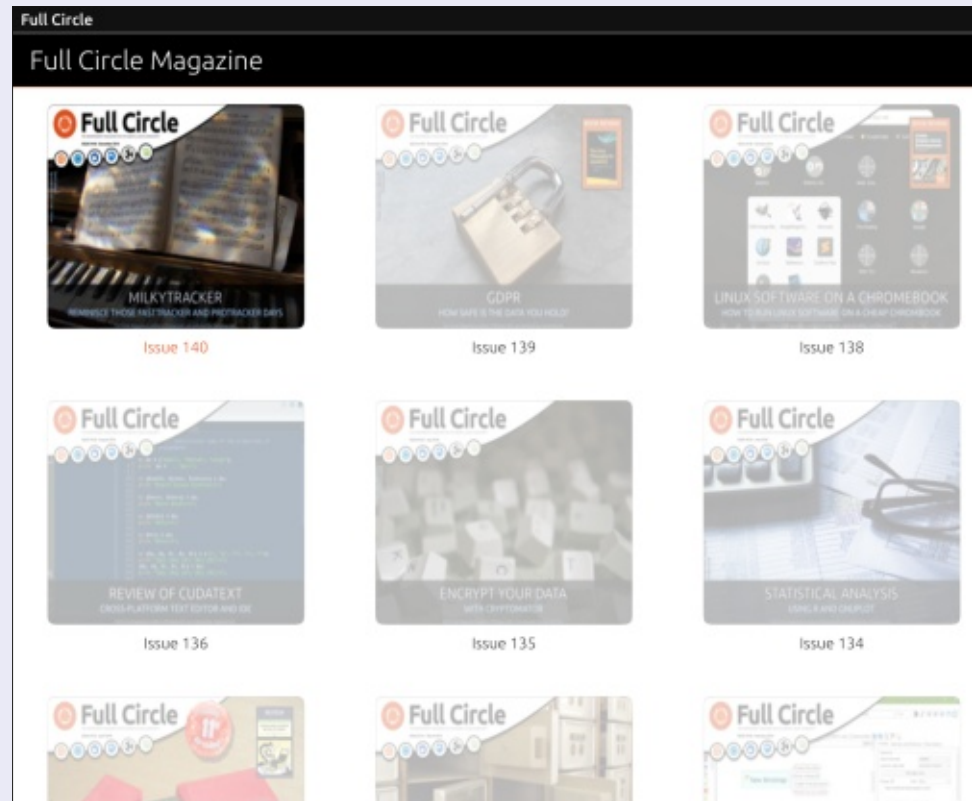 Full Circle
Full Circle Magazine
Full Circle
MILKYTRACKER
REMINISCE THOSE FASTTRACKER AND PROTRACKER DAYS
Issue 140
Full Circle
GDPR
HOW SAFE IS THE DATA YOU HOLD?
Issue 139
Full Circle
LINUX SOFTWARE ON A CHROMEBOOK
HOW TO RUN LINUX SOFTWARE ON A CHEAP CHROMEBOOK
Issue 138
Full Circle
REVIEW OF CUDATEXT
CROSS-PLATFORM TEXT EDITOR AND IDE
Issue 136
Full Circle
ENCRYPT YOUR DATA
WITH CRYPTOMATOR
Issue 135
Full Circle
STATISTICAL ANALYSIS
USING R AND GNUPLOT
Issue 134
Full Circle
Full Circle
Full Circle